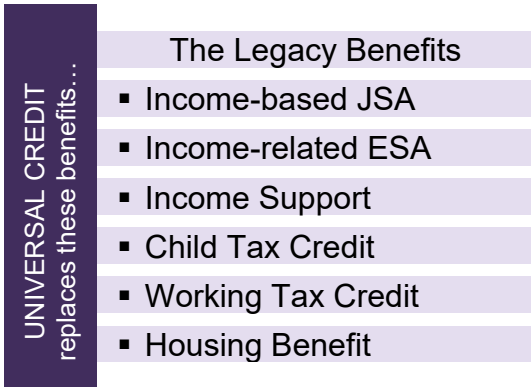 UNIVERSAL CREDIT
replaces these benefits…
The Legacy Benefits
▪ Income-based JSA
▪ Income-related ESA
▪ Income Support
▪ Child Tax Credit
▪ Working Tax Credit
▪ Housing Benefit